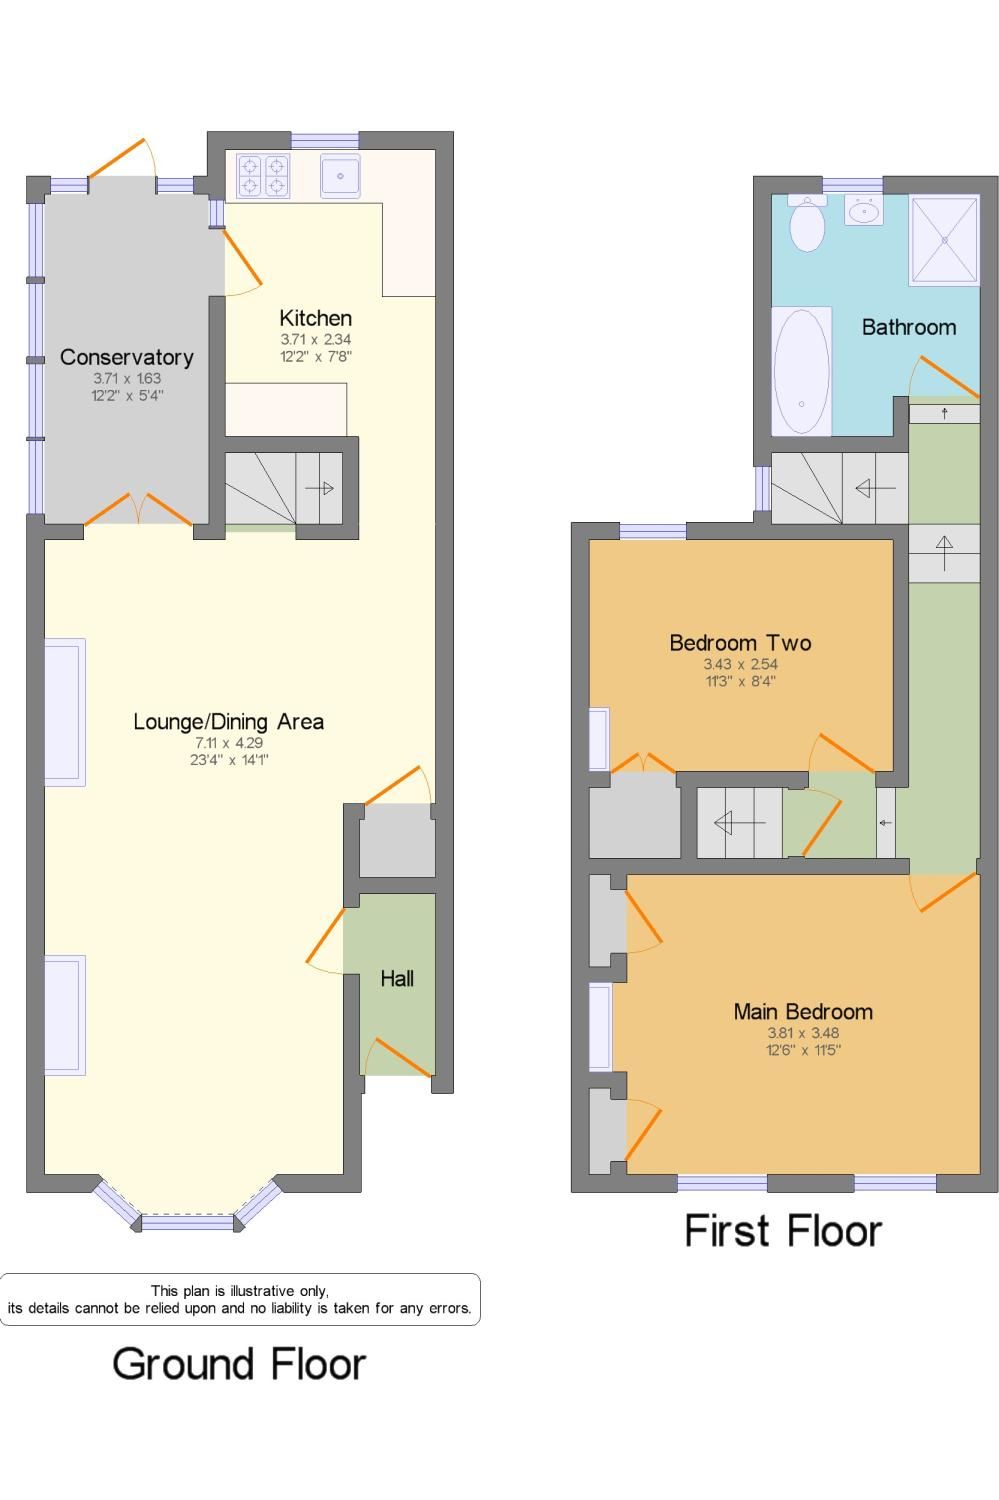 Kitchen
3.71 x 2.34
12'2" x 7'8"
Conservatory
3.71 x 1.63
12'2" x 5'4"
Lounge/Dining Area
7.11 x 4.29
23'4" x 14'1"
Hall
Bathroom
Bedroom Two
3.43 x 2.54
11'3" x 8'4"
Main Bedroom
3.81 x 3.48
12'6" x 11'5"
First Floor
This plan is illustrative only,
its details cannot be relied upon and no liability is taken for any errors.
Ground Floor